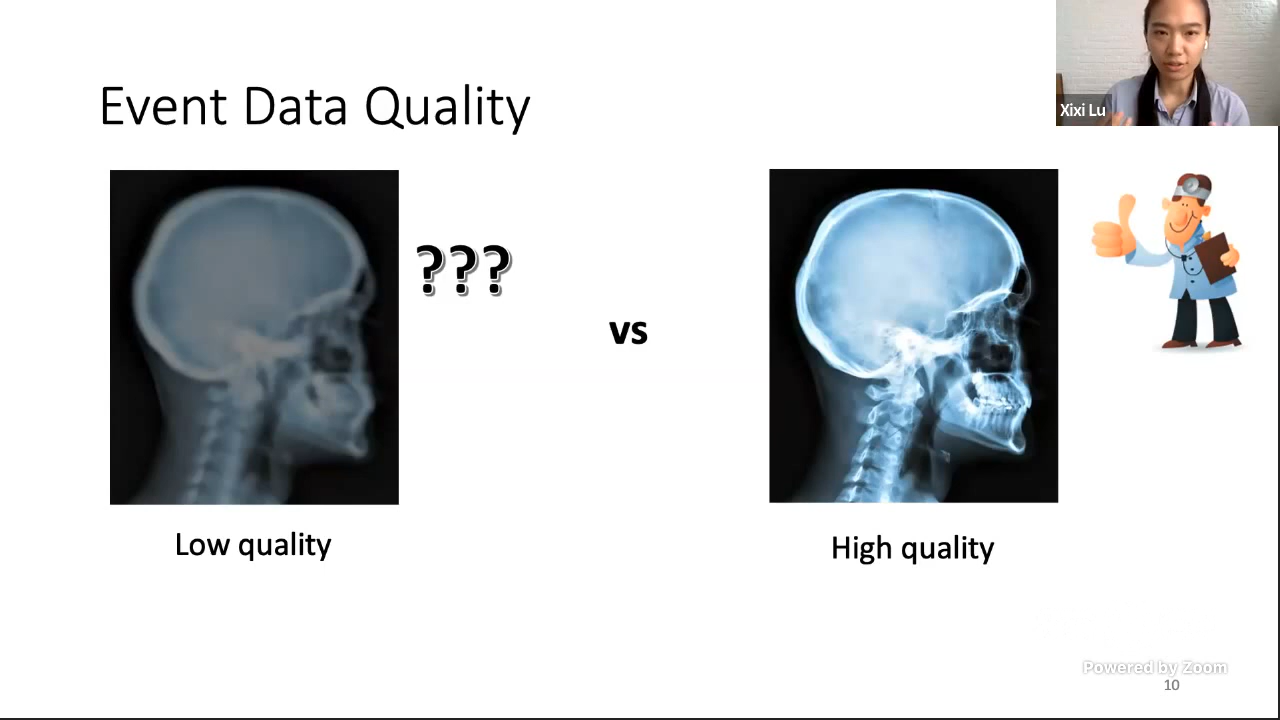 Event Data Quality
Xixi Lu
???
vs
Low quality
High quality
Powered by Zoom
10